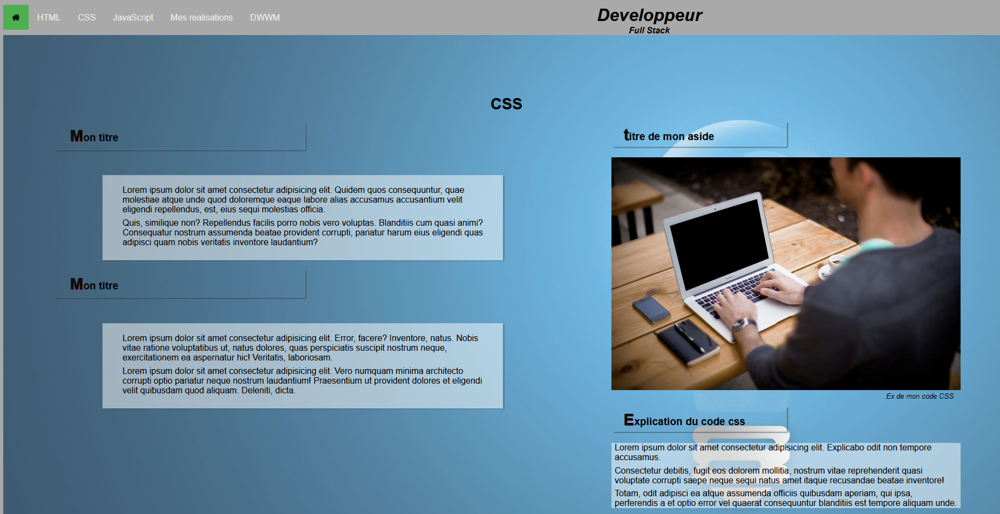 HTML CSS JavaScript Mes realisations DWWM
Developpeur
Full Stack
CSS
Mon titre
Lorem ipsum dolor sit amet consectetur adipisicing elit. Quidem quos consequuntur, quae
molestiae atque unde quod doloremque eaque labore alias accusamus accusantium velit
eligendi repellendus, est, eius sequi molestias officia.
Quis, similique non? Repellendus facilis porro nobis vero voluptas. Blanditiis cum quasi animi?
Consequatur nostrum assumenda beatae provident corrupti, pariatur harum eius eligendi quas
adipisci quam nobis veritatis inventore laudantium?
Mon titre
Lorem ipsum dolor sit amet consectetur adipisicing elit. Error, facere? Inventore, natus. Nobis
vitae ratione voluptatibus ut, natus dolores, quas perspiciatis suscipit nostrum neque,
exercitationem ea aspernatur hic! Veritatis, laboriosam.
Lorem ipsum dolor sit amet consectetur adipisicing elit. Vero numquam minima architecto
corrupti optio pariatur neque nostrum laudantium! Praesentium ut provident dolores et eligendi
velit quibusdam quod aliquam. Deleniti, dicta.
titre de mon aside
Ex de mon code CSS
Explication du code css
Lorem ipsum dolor sit amet consectetur adipisicing elit. Explicabo odit non tempore
accusamus.
Consectetur debitis, fugit eos dolorem mollitia, nostrum vitae reprehenderit quasi
voluptate corrupti saepe neque sequi natus amet itaque recusandae beatae inventore!
Totam, odit adipisci ea atque assumenda officiis quibusdam aperiam, qui ipsa,
perferendis a et optio error vel quaerat consequuntur blanditiis est tempore aliquam unde.